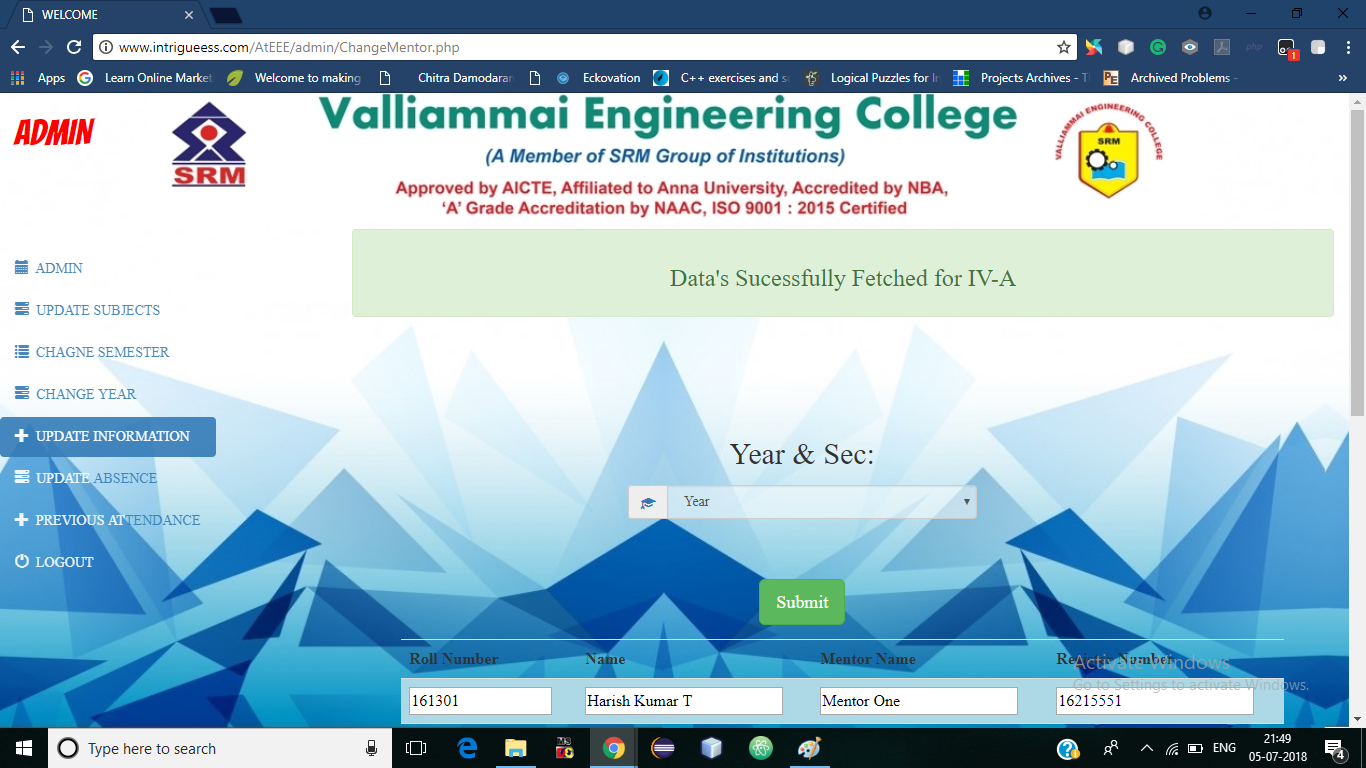 WELCOME
www.intrigueess.com/AtEEE/admin/ChangeMentor.php
php
1
Apps
Learn Online Market
Welcome to making
Chitra Damodaran
Eckovation
C++ exercises and so
Logical Puzzles for In
Projects Archives - T
PE
Archived Problems -
»
ADMIN
SRM
Valliammai Engineering College
(A Member of SRM Group of Institutions)
Approved by AICTE, Affiliated to Anna University, Accredited by NBA,
‘A’ Grade Accreditation by NAAC, ISO 9001 : 2015 Certified
VALLIAMMAI ENGINEERING COLLEGE
SRM
Data's Sucessfully Fetched for IV-A
ADMIN
UPDATE SUBJECTS
CHAGNE SEMESTER
CHANGE YEAR
UPDATE INFORMATION
UPDATE ABSENCE
PREVIOUS ATTENDANCE
LOGOUT
Year & Sec:
Year
Submit
Roll Number Name Mentor Name Register Number
161301 Harish Kumar T Mentor One 16215551
Activate Windows
Go to Settings to activate Windows.
Type here to search
ENG
21:49
05-07-2018
4